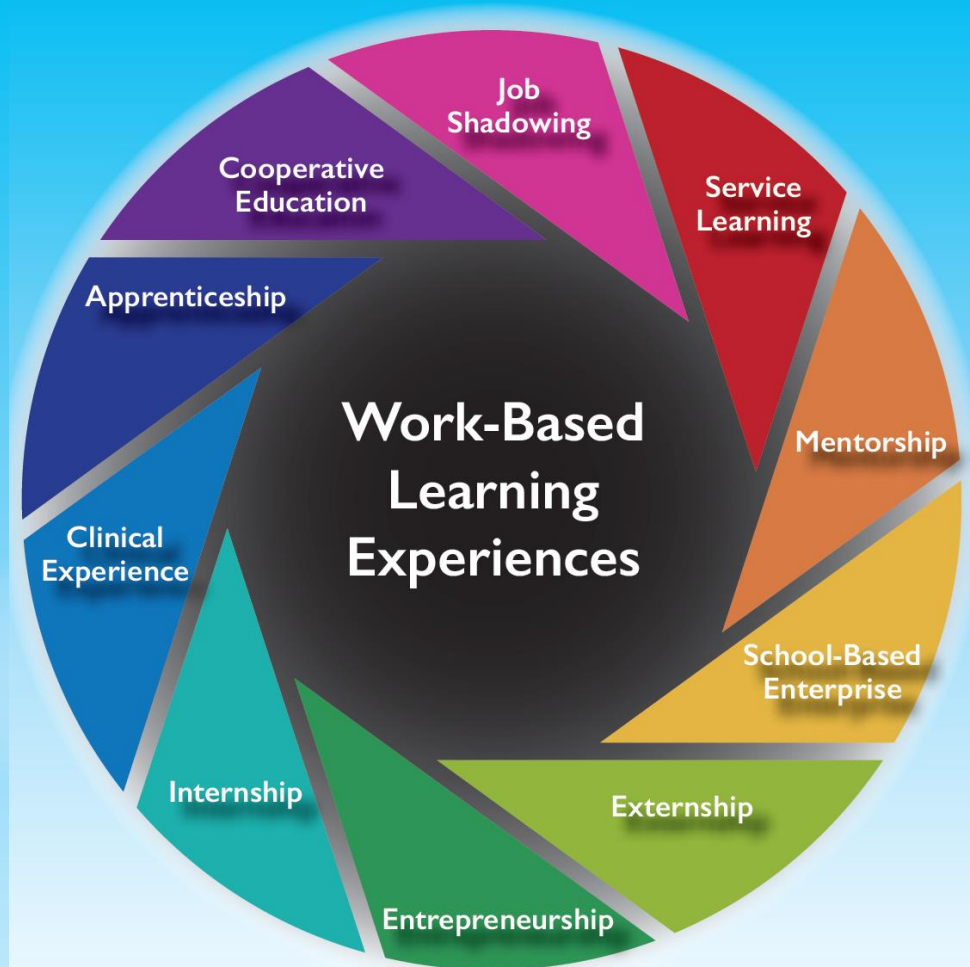 Work-Based
Learning
Experiences
Job
Shadowing
Service
Learning
Mentorship
School-Based
Enterprise
Externship
Entrepreneurship
Internship
Clinical
Experience
Apprenticeship
Cooperative
Education